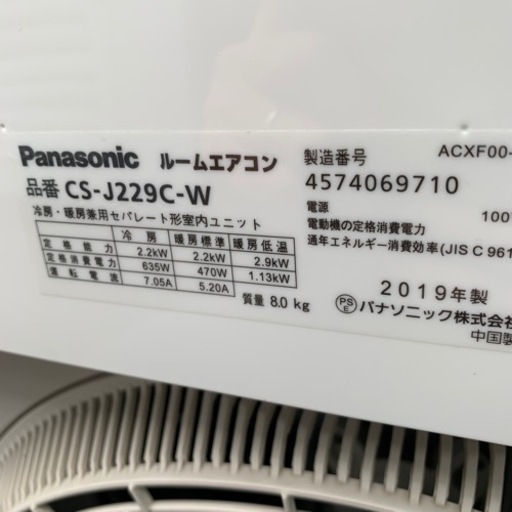 Panasonic ルームエアコン
品番 CS-J229C-W
冷房・暖房兼用セパレート形室内ユニット
冷房 暖房標準 暖房低温
定格能力 2.2kW 2.2kW 2.9kW
定格消費電力 635W 470W 1.13kW
運転電流 7.05A 5.20A
質量 8.0 kg
ACXF00-
製造番号
4574069710
電源 100
電動機の定格消費電力
通年エネルギー消費効率(JIS C 961
2019年製
PS E パナソニック株式会
中国製